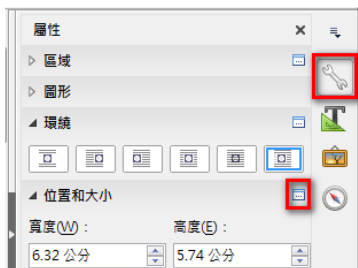 屬性
區域
圖形
環繞
位置和大小
寬度(W)： 高度(E)：
6.32 公分 5.74 公分